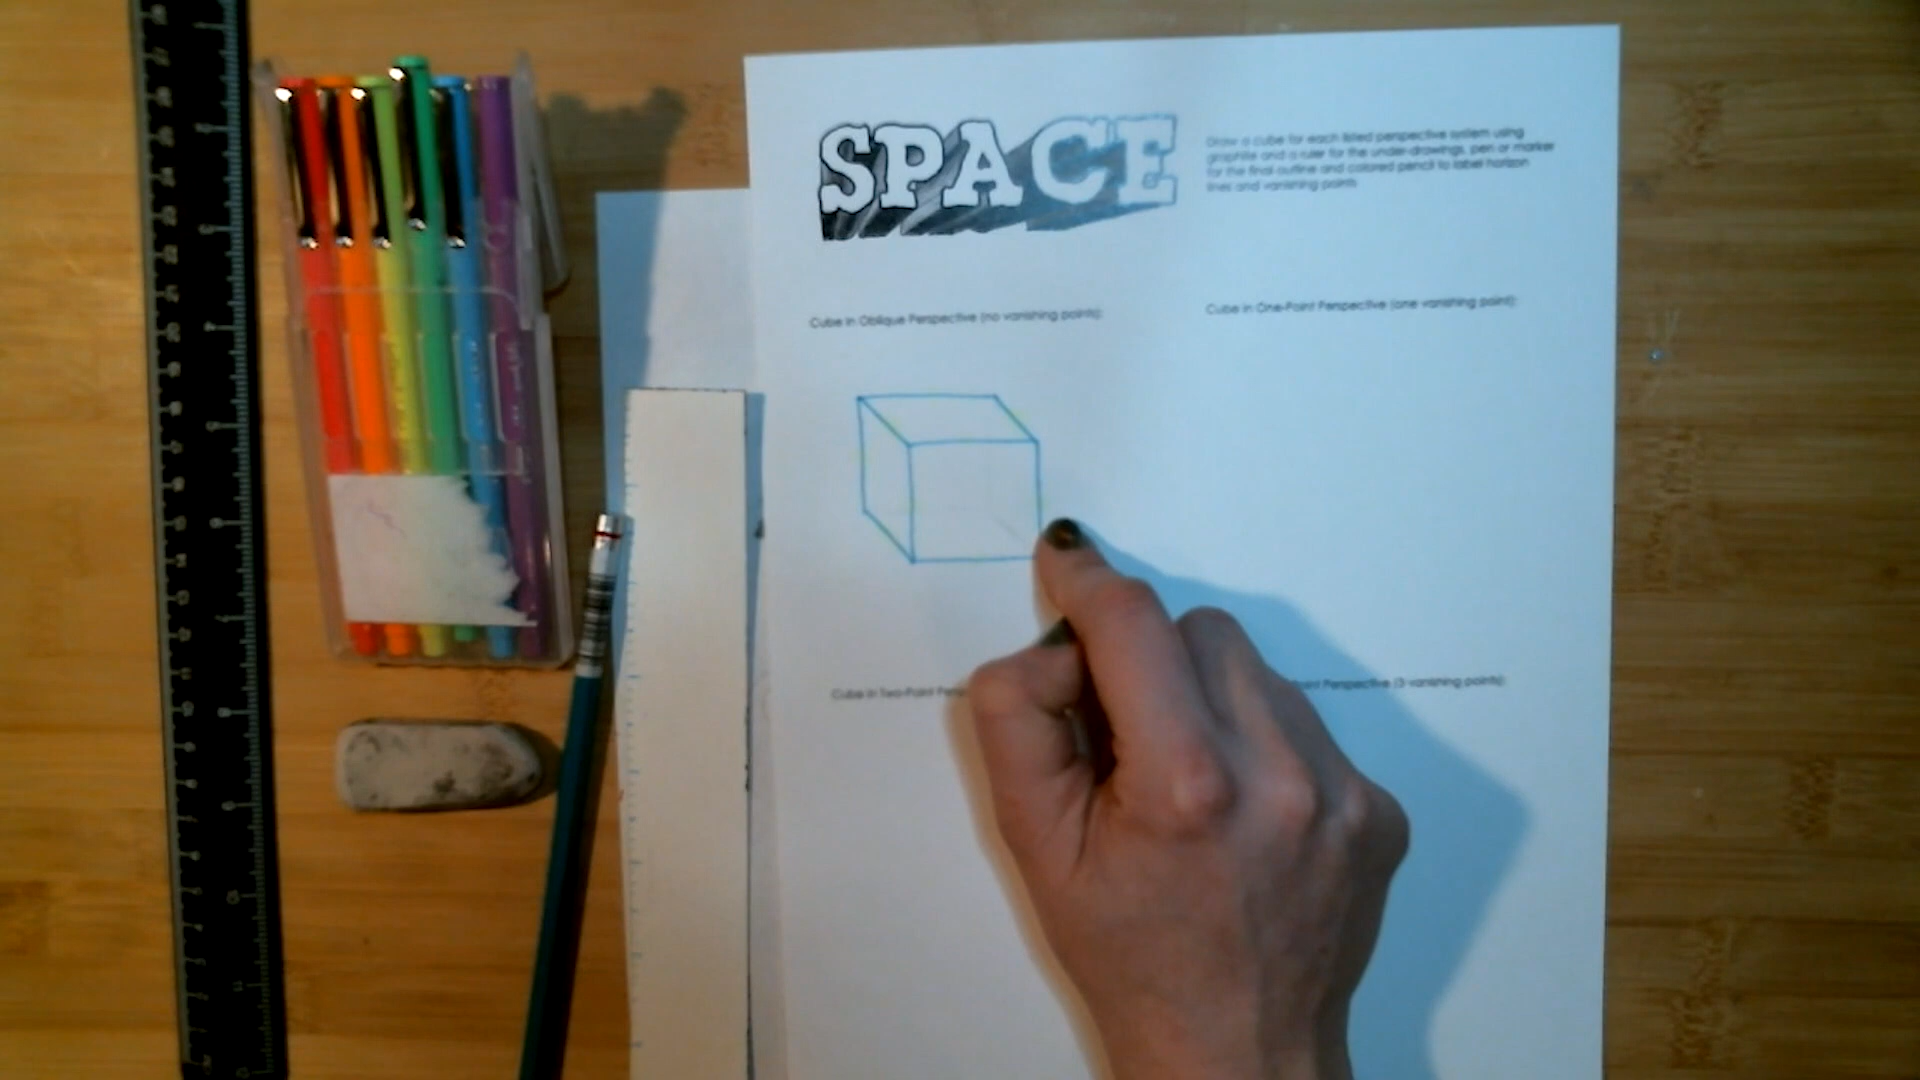 SPACE
Draw a cube for each listed perspective system using
graphite and a ruler for the under-drawings, pen or marker
for the final outline and colored pencil to label horizon
lines and vanishing points
Cube in Oblique Perspective (no vanishing points):
Cube in One-Point Perspective (one vanishing point):
Cube in Two-Point
Perspective (3 vanishing points):